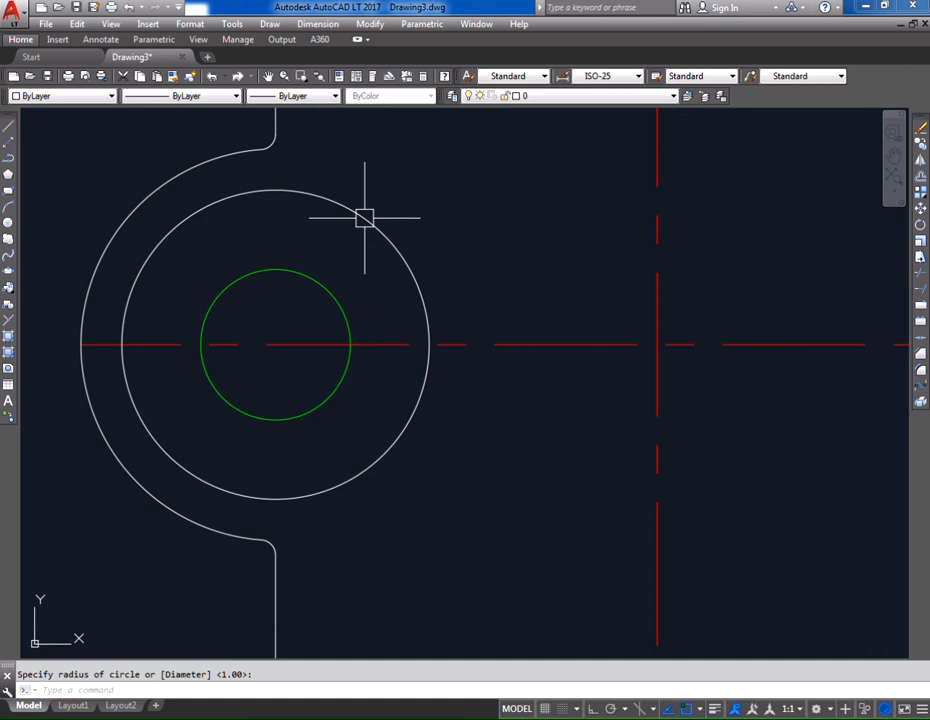 Autodesk AutoCAD LT 2017 Drawing3.dwg
Type a keyword or phrase
Sign In
LT
File Edit View Insert Format Tools Draw Dimension Modify Parametric Window Help
Home Insert Annotate Parametric View Manage Output A360
Start Drawing3*
Standard ISO-25 Standard Standard
ByLayer ByLayer ByLayer ByColor 0
Y
X
Specify radius of circle or [Diameter] <1.00>:
Type a command
Model Layout1 Layout2 + MODEL 1:1